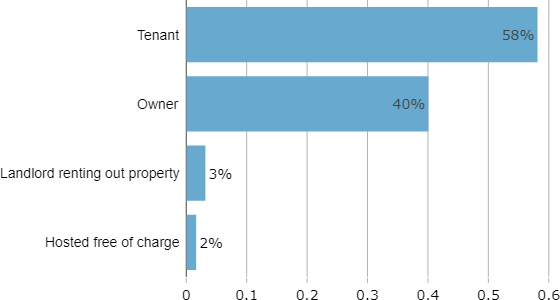 Tenant 58%
Owner 40%
Landlord renting out property 3%
Hosted free of charge 2%
0 0.1 0.2 0.3 0.4 0.5 0.6